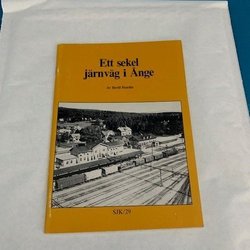 Ett sekel
järnväg i Ånge
SJK/29